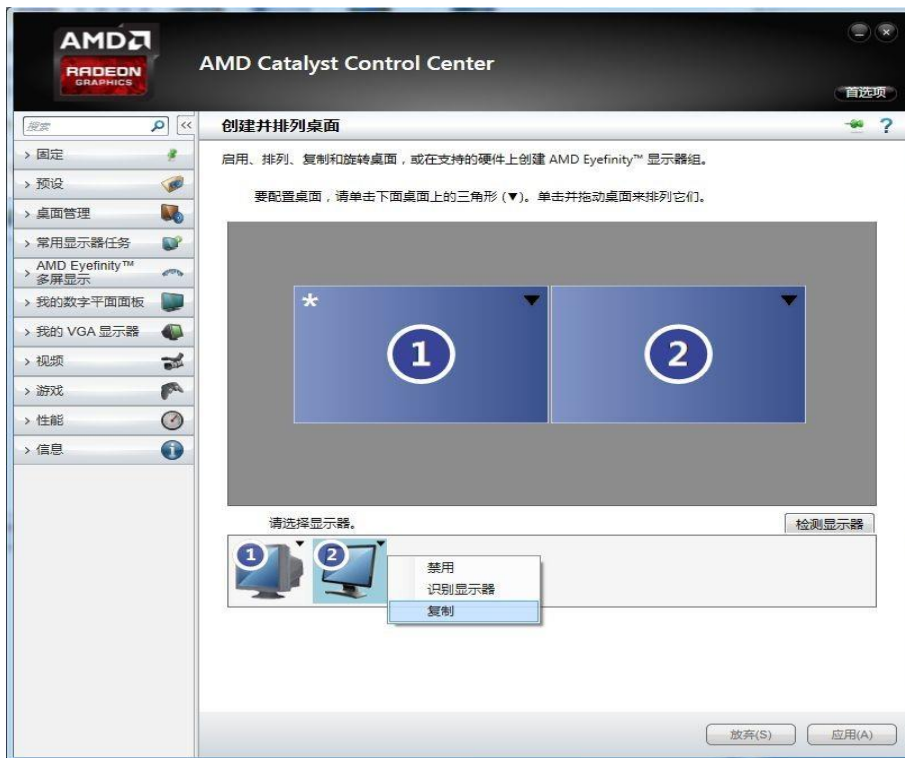 AMD
RADEON
GRAPHICS
AMD Catalyst Control Center
首选项
搜索
<<
创建并排列桌面
?
> 固定
> 预设
> 桌面管理
> 常用显示器任务
> AMD Eyefinity™
多屏显示
> 我的数字平面面板
> 我的 VGA 显示器
> 视频
> 游戏
> 性能
> 信息
启用、排列、复制和旋转桌面，或在支持的硬件上创建 AMD Eyefinity™ 显示器组。
要配置桌面，请单击下面桌面上的三角形 (▼)。单击并拖动桌面来排列它们。
* 1
2
请选择显示器。
检测显示器
1
2
禁用
识别显示器
复制
放弃(S)
应用(A)